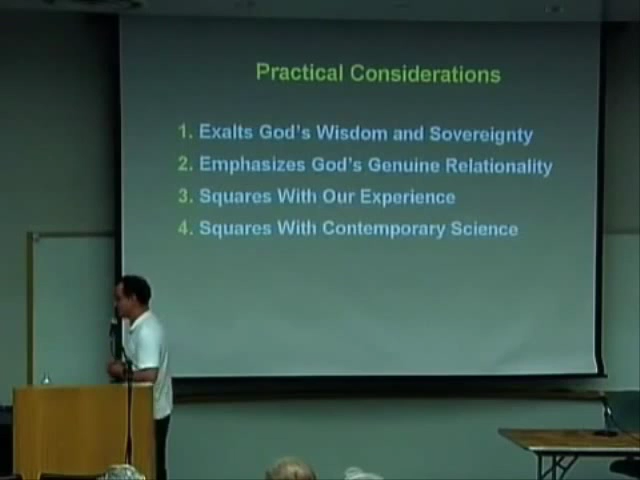 Practical Considerations
1. Exalts God's Wisdom and Sovereignty
2. Emphasizes God's Genuine Relationality
3. Squares With Our Experience
4. Squares With Contemporary Science